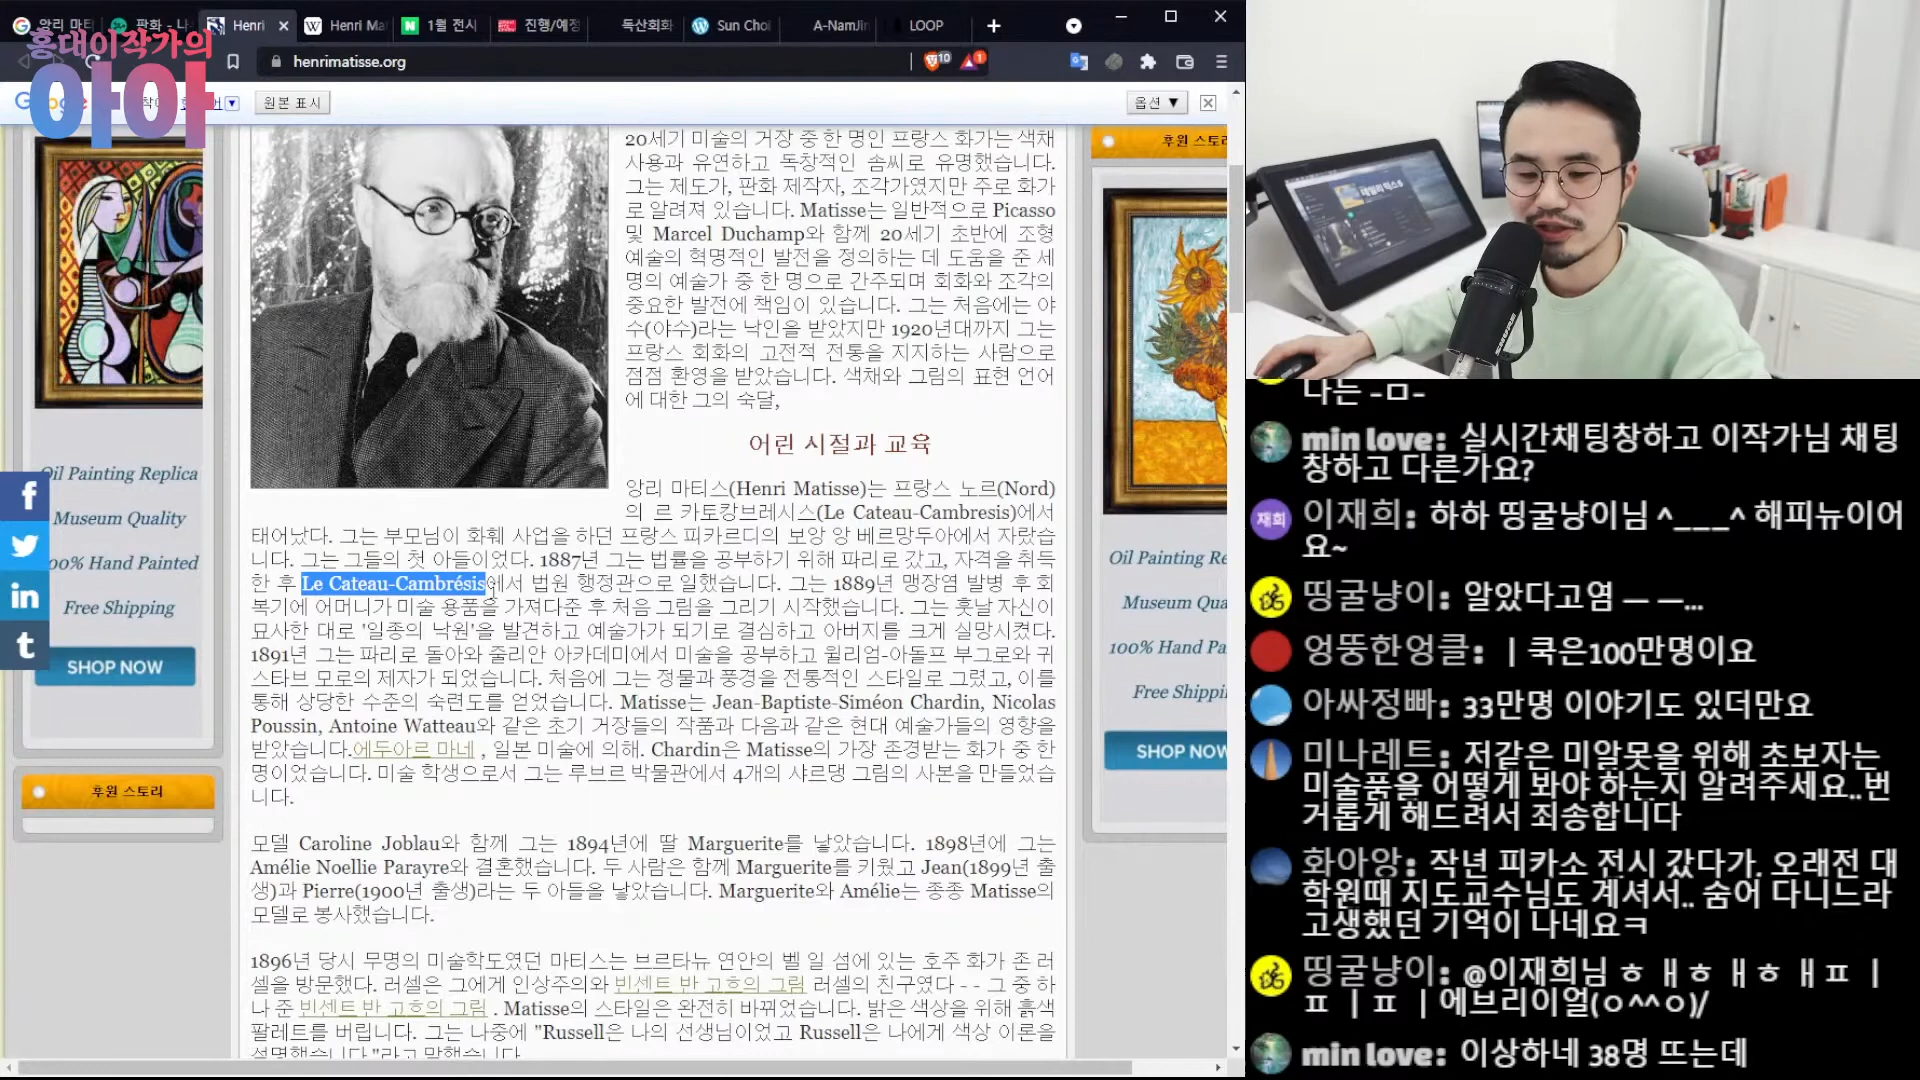 앙리 마티
판화 - 나
Henri
Henri Mat
1월 전시
진행/예정
독산회화
Sun Choi
A-NamJin
LOOP
홍대이작가의
아아
henrimatisse.org
10
1
원본 표시
옵션 ▼
Oil Painting Replica
Museum Quality
100% Hand Painted
Free Shipping
SHOP NOW
후원 스토리
20세기 미술의 거장 중 한 명인 프랑스 화가는 색채
사용과 유연하고 독창적인 솜씨로 유명했습니다.
그는 제도가, 판화 제작자, 조각가였지만 주로 화가
로 알려져 있습니다. Matisse는 일반적으로 Picasso
및 Marcel Duchamp와 함께 20세기 초반에 조형
예술의 혁명적인 발전을 정의하는 데 도움을 준 세
명의 예술가 중 한 명으로 간주되며 회화와 조각의
중요한 발전에 책임이 있습니다. 그는 처음에는 야
수(야수)라는 낙인을 받았지만 1920년대까지 그는
프랑스 회화의 고전적 전통을 지지하는 사람으로
점점 환영을 받았습니다. 색채와 그림의 표현 언어
에 대한 그의 숙달,
어린 시절과 교육
앙리 마티스(Henri Matisse)는 프랑스 노르(Nord)
의 르 카토캉브레시스(Le Cateau-Cambresis)에서
태어났다. 그는 부모님이 화훼 사업을 하던 프랑스 피카르디의 보앙 앙 베르망두아에서 자랐습
니다. 그는 그들의 첫 아들이었다. 1887년 그는 법률을 공부하기 위해 파리로 갔고, 자격을 취득
한 후 Le Cateau-Cambrésis에서 법원 행정관으로 일했습니다. 그는 1889년 맹장염 발병 후 회
복기에 어머니가 미술 용품을 가져다준 후 처음 그림을 그리기 시작했습니다. 그는 훗날 자신이
묘사한 대로 '일종의 낙원'을 발견하고 예술가가 되기로 결심하고 아버지를 크게 실망시켰다.
1891년 그는 파리로 돌아와 줄리안 아카데미에서 미술을 공부하고 윌리엄-아돌프 부그로와 귀
스타브 모로의 제자가 되었습니다. 처음에 그는 정물과 풍경을 전통적인 스타일로 그렸고, 이를
통해 상당한 수준의 숙련도를 얻었습니다. Matisse는 Jean-Baptiste-Siméon Chardin, Nicolas
Poussin, Antoine Watteau와 같은 초기 거장들의 작품과 다음과 같은 현대 예술가들의 영향을
받았습니다.에두아르 마네 , 일본 미술에 의해. Chardin은 Matisse의 가장 존경받는 화가 중 한
명이었습니다. 미술 학생으로서 그는 루브르 박물관에서 4개의 샤르댕 그림의 사본을 만들었습
니다.
모델 Caroline Joblau와 함께 그는 1894년에 딸 Marguerite를 낳았습니다. 1898년에 그는
Amélie Noellie Parayre와 결혼했습니다. 두 사람은 함께 Marguerite를 키웠고 Jean(1899년 출
생)과 Pierre(1900년 출생)라는 두 아들을 낳았습니다. Marguerite와 Amélie는 종종 Matisse의
모델로 봉사했습니다.
1896년 당시 무명의 미술학도였던 마티스는 브르타뉴 연안의 벨 일 섬에 있는 호주 화가 존 러
셀을 방문했다. 러셀은 그에게 인상주의와 빈센트 반 고흐의 그림 러셀의 친구였다 - - 그 중 하
나 준 빈센트 반 고흐의 그림 . Matisse의 스타일은 완전히 바뀌었습니다. 밝은 색상을 위해 흙색
팔레트를 버립니다. 그는 나중에 "Russell은 나의 선생님이었고 Russell은 나에게 색상 이론을
설명했습니다."라고 말했습니다.
후원 스토리
Oil Painting Re
Museum Qua
100% Hand Pa
Free Shippin
SHOP NOW
나는 -ㅁ-
min love: 실시간채팅창하고 이작가님 채팅
창하고 다른가요?
재희 이재희: 하하 띵굴냥이님 ^___^ 해피뉴이어
요~
띵굴냥이: 알았다고염 ㅡ ㅡ...
엉뚱한엉클: ㅣ쿡은100만명이요
아싸정빠: 33만명 이야기도 있더만요
미나레트: 저같은 미알못을 위해 초보자는
미술품을 어떻게 봐야 하는지 알려주세요..번
거롭게 해드려서 죄송합니다
화아앙: 작년 피카소 전시 갔다가. 오래전 대
학원때 지도교수님도 계셔서.. 숨어 다니느라
고생했던 기억이 나네요ㅋ
띵굴냥이: @이재희님 ㅎㅐㅎㅐㅎㅐㅍㅣ
ㅍㅣㅍㅣ에브리이얼(ㅇ^^ㅇ)/
min love: 이상하네 38명 뜨는데